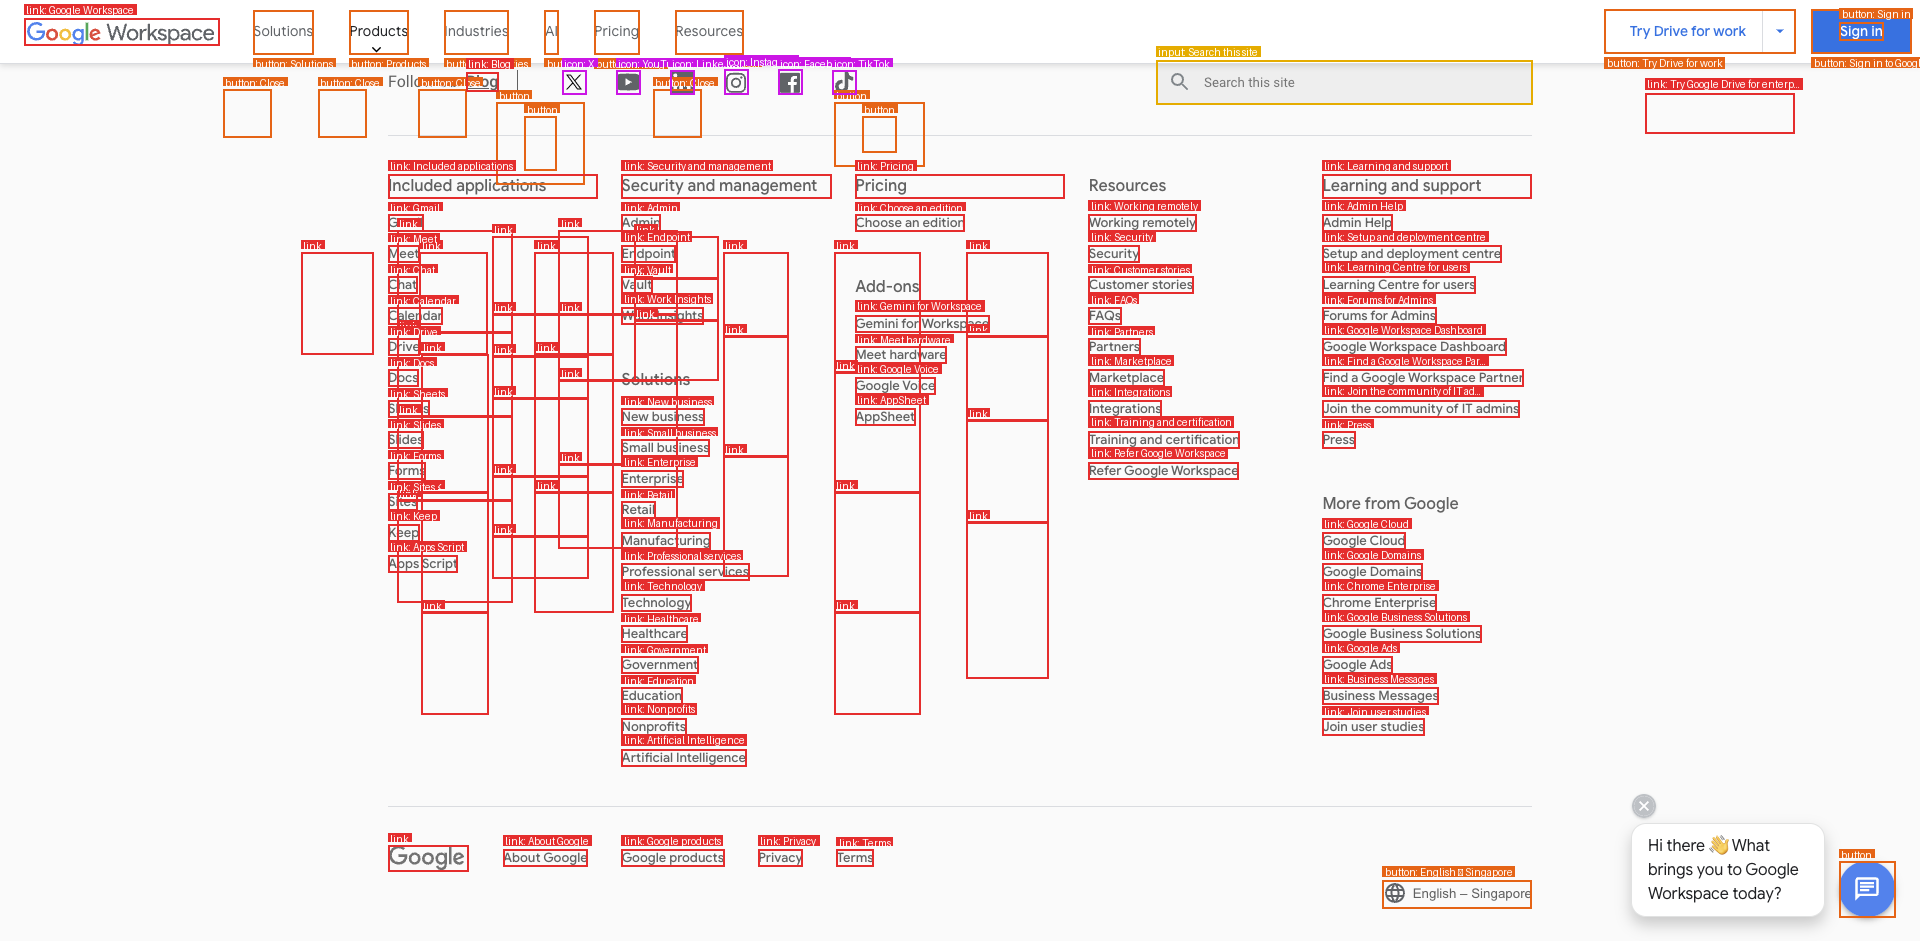 link: Google Workspace
Google Workspace
Solutions
Products
Industries
AI
Pricing
Resources
Try Drive for work
button: Sign in
Sign in
button: Solutions
button: Products
link: Blog
input: Search this site
button: Try Drive for work
button: Sign in to Goog
Blog
Search this site
button: Close
button: Close
button: Close
button: Close
link: Try Google Drive for enterp...
button
button
button
button
link: Included applications
link: Security and management
link: Pricing
link: Learning and support
Included applications
Security and management
Pricing
Resources
Learning and support
link: Gmail
link: Admin
link: Choose an edition
link: Working remotely
link: Admin Help
Admin
Choose an edition
Working remotely
Admin Help
link: Meet
link: Endpoint
link: Security
link: Setup and deployment centre
Meet
Endpoint
Security
Setup and deployment centre
link: Chat
link: Vault
link: Customer stories
link: Learning Centre for users
Chat
Vault
Add-ons
Customer stories
Learning Centre for users
link: Calendar
link: Work Insights
link: Gemini for Workspace
link: FAQs
link: Forums for Admins
Calendar
Work Insights
Gemini for Workspace
FAQs
Forums for Admins
link: Drive
link: Meet hardware
link: Partners
link: Google Workspace Dashboard
Drive
Meet hardware
Partners
Google Workspace Dashboard
link: Docs
link: Google Voice
link: Marketplace
link: Find a Google Workspace Par...
Docs
Solutions
Google Voice
Marketplace
Find a Google Workspace Partner
link: Sheets
link: New business
link: AppSheet
link: Integrations
link: Join the community of IT ad...
New business
AppSheet
Integrations
Join the community of IT admins
link: Slides
link: Small business
link: Training and certification
link: Press
Slides
Small business
Training and certification
Press
link: Forms
link: Enterprise
link: Refer Google Workspace
Forms
Enterprise
Refer Google Workspace
link: Sites
link: Retail
Sites
Retail
More from Google
link: Keep
link: Manufacturing
link: Google Cloud
Keep
Manufacturing
Google Cloud
link: Apps Script
link: Professional services
link: Google Domains
Apps Script
Professional services
Google Domains
link: Technology
link: Chrome Enterprise
Technology
Chrome Enterprise
link: Healthcare
link: Google Business Solutions
Healthcare
Google Business Solutions
link: Government
link: Google Ads
Government
Google Ads
link: Education
link: Business Messages
Education
Business Messages
link: Nonprofits
link: Join user studies
Nonprofits
Join user studies
link: Artificial Intelligence
Artificial Intelligence
link
link: About Google
link: Google products
link: Privacy
link: Terms
Google
About Google
Google products
Privacy
Terms
Hi there 👋 What
brings you to Google
Workspace today?
button
button: English
Singapore
English – Singapore